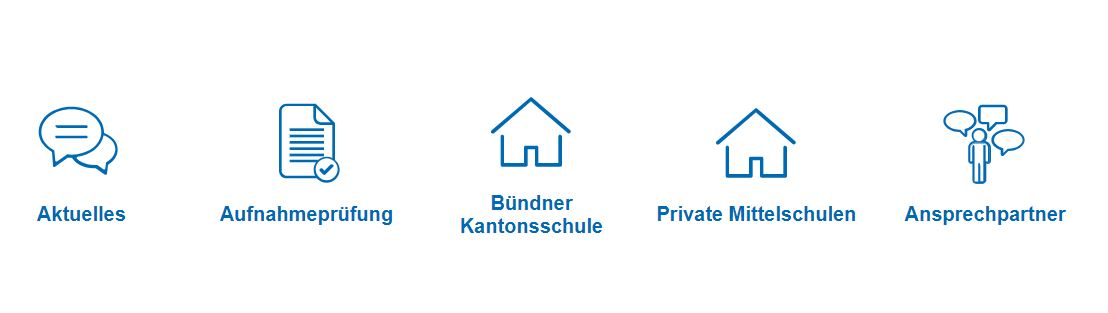 Aktuelles
Aufnahmeprüfung
Bündner
Kantonsschule
Private Mittelschulen
Ansprechpartner